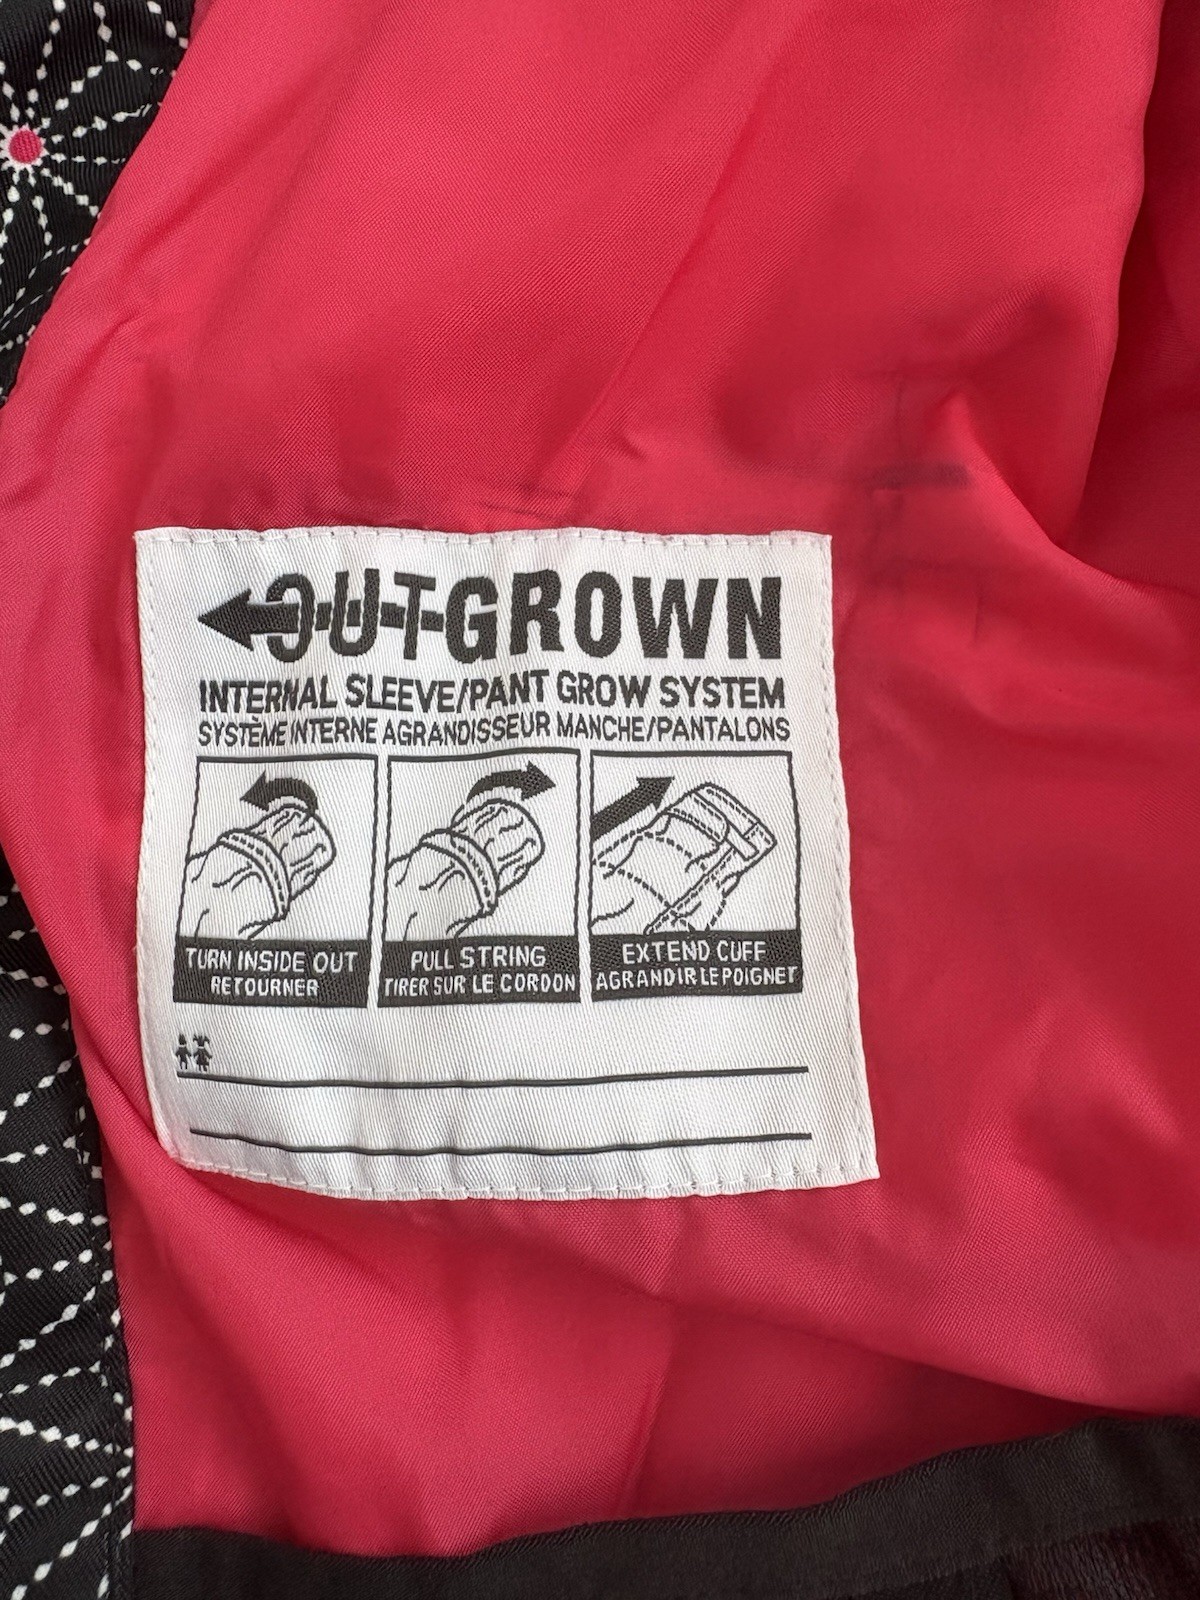 OUTGROWN
INTERNAL SLEEVE/PANT GROW SYSTEM
SYSTÈME INTERNE AGRANDISSEUR MANCHE/PANTALONS
TURN INSIDE OUT
RETOURNER
PULL STRING
TIRER SUR LE CORDON
EXTEND CUFF
AGRANDIR LE POIGNET